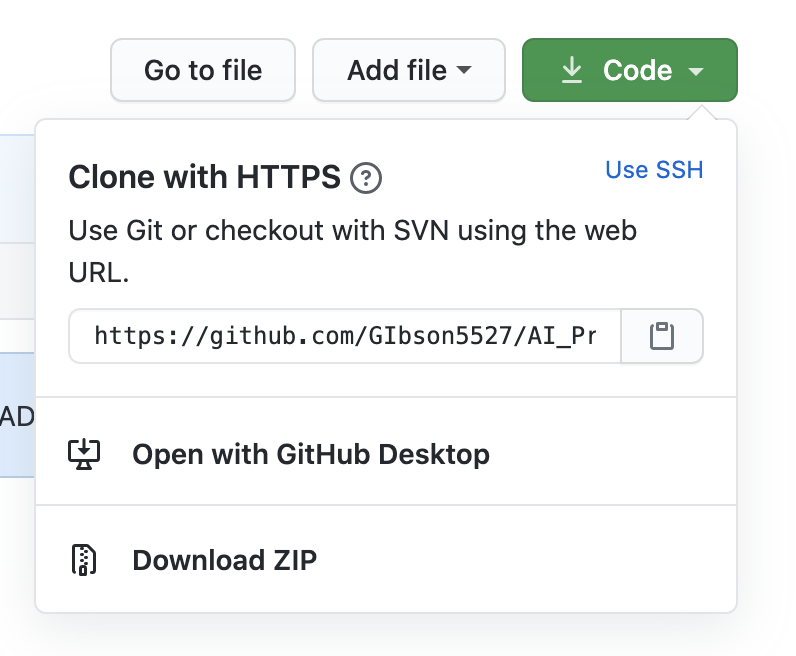 Go to file
Add file
Code
Clone with HTTPS ?
Use SSH
Use Git or checkout with SVN using the web
URL.
https://github.com/GIbson5527/AI_Pr
AD
Open with GitHub Desktop
Download ZIP